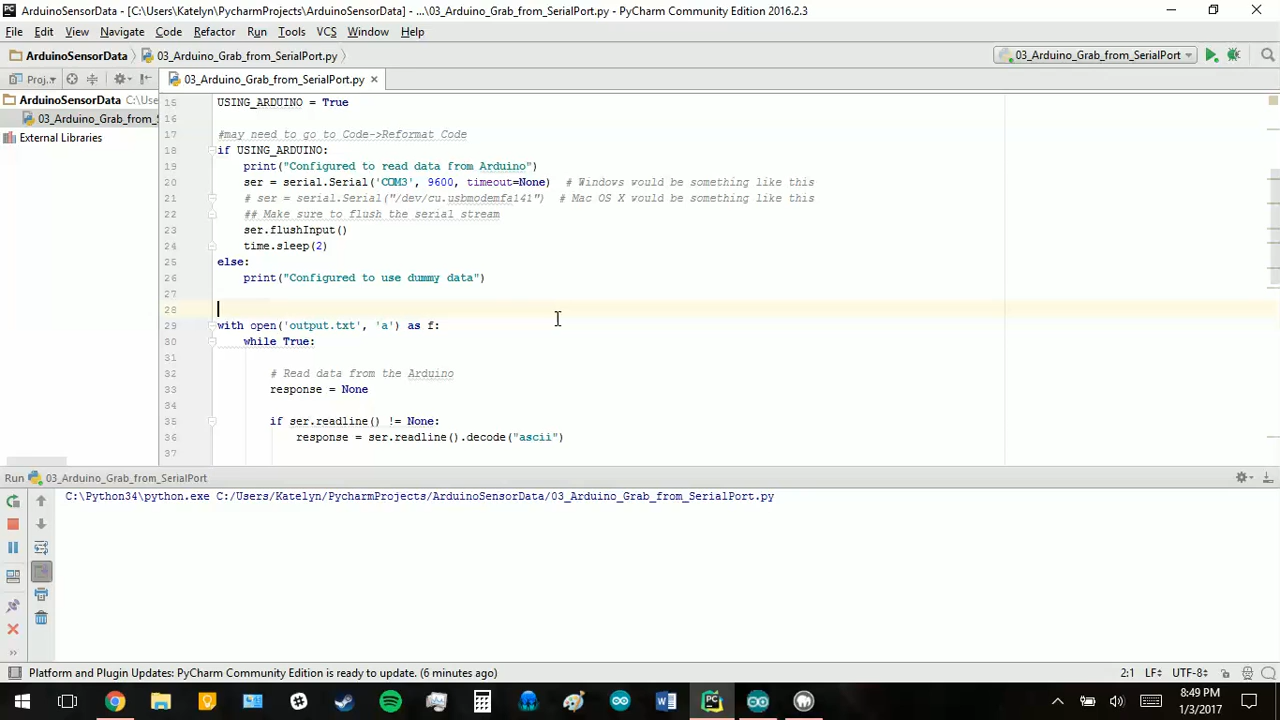 ArduinoSensorData - [C:\Users\Katelyn\PycharmProjects\ArduinoSensorData] - ...\03_Arduino_Grab_from_SerialPort.py - PyCharm Community Edition 2016.2.3
File Edit View Navigate Code Refactor Run Tools VCS Window Help
ArduinoSensorData 03_Arduino_Grab_from_SerialPort.py 03_Arduino_Grab_from_SerialPort
Proj.. 03_Arduino_Grab_from_SerialPort.py
ArduinoSensorData C:\Use
03_Arduino_Grab_from_S
External Libraries
15 USING_ARDUINO = True
16
17 #may need to go to Code->Reformat Code
18 if USING_ARDUINO:
19 print("Configured to read data from Arduino")
20 ser = serial.Serial('COM3', 9600, timeout=None) # Windows would be something like this
21 # ser = serial.Serial("/dev/cu.usbmodemfa141") # Mac OS X would be something like this
22 ## Make sure to flush the serial stream
23 ser.flushInput()
24 time.sleep(2)
25 else:
26 print("Configured to use dummy data")
27
28
29 with open('output.txt', 'a') as f:
30 while True:
31
32 # Read data from the Arduino
33 response = None
34
35 if ser.readline() != None:
36 response = ser.readline().decode("ascii")
37
Run 03_Arduino_Grab_from_SerialPort
C:\Python34\python.exe C:/Users/Katelyn/PycharmProjects/ArduinoSensorData/03_Arduino_Grab_from_SerialPort.py
Platform and Plugin Updates: PyCharm Community Edition is ready to update. (6 minutes ago) 2:1 LF÷ UTF-8÷
8:49 PM
1/3/2017